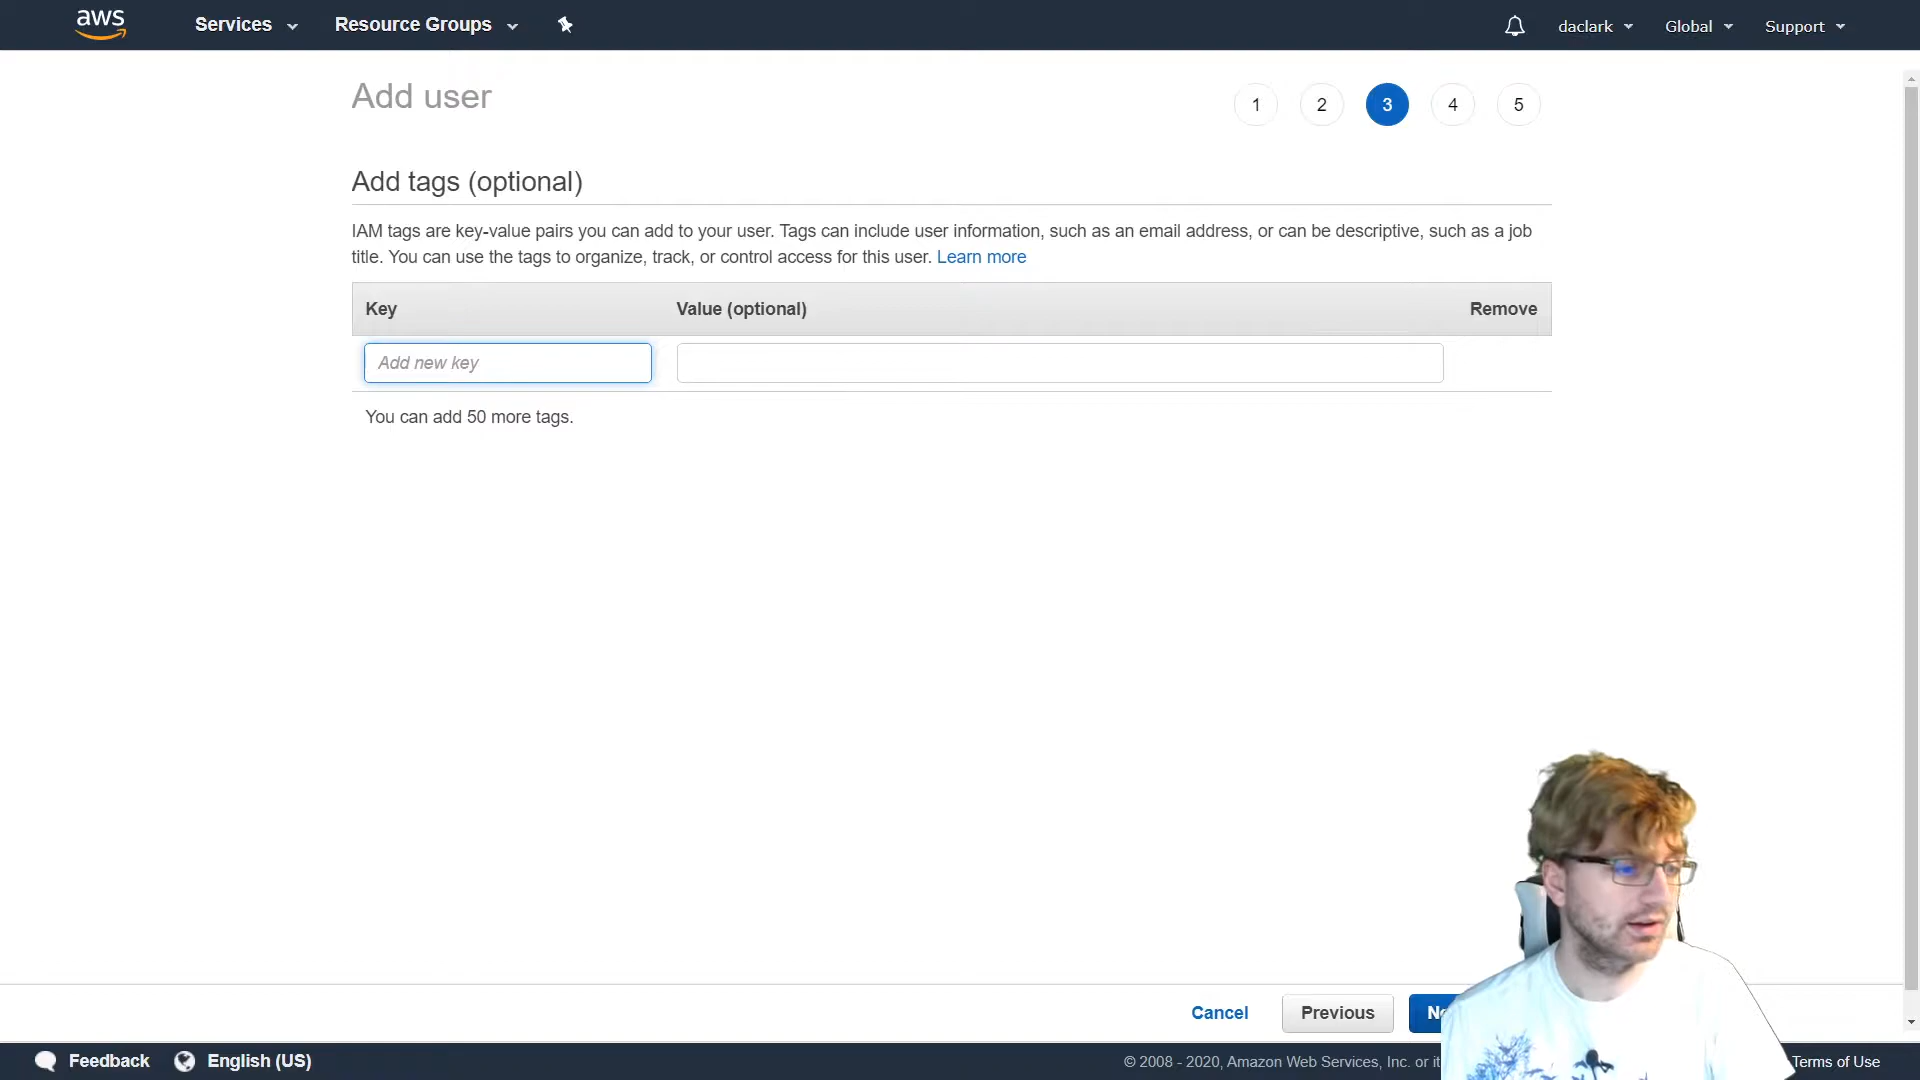 aws Services Resource Groups daclark Global Support
Add user
1 2 3 4 5
Add tags (optional)
IAM tags are key-value pairs you can add to your user. Tags can include user information, such as an email address, or can be descriptive, such as a job
title. You can use the tags to organize, track, or control access for this user. Learn more
Key Value (optional) Remove
Add new key
You can add 50 more tags.
Cancel Previous
Feedback English (US) © 2008 - 2020, Amazon Web Services, Inc. or Terms of Use